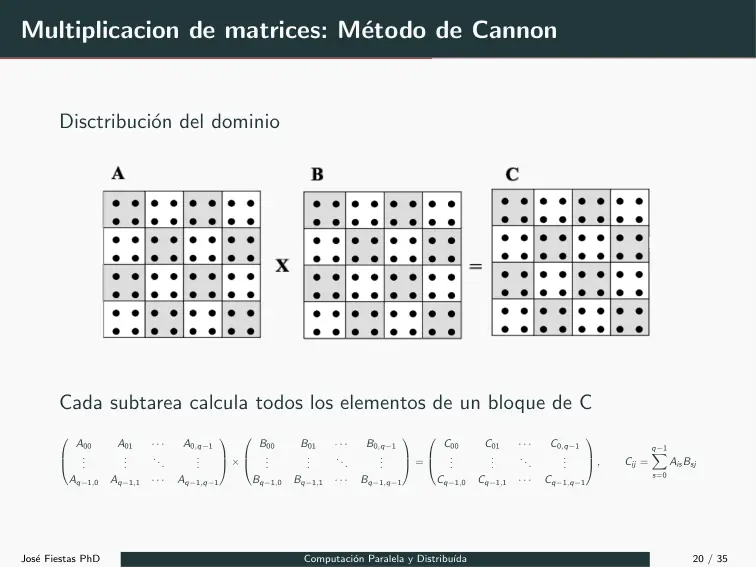 Multiplicacion de matrices: Método de Cannon
Disctribución del dominio
A B C
X =
Cada subtarea calcula todos los elementos de un bloque de C
A00 A01 ⋯ A0,q−1 B00 B01 ⋯ B0,q−1 C00 C01 ⋯ C0,q−1
⋮ ⋮ ⋱ ⋮ × ⋮ ⋮ ⋱ ⋮ = ⋮ ⋮ ⋱ ⋮ , Cij = ∑ s=0 q−1 AisBsj
Aq−1,0 Aq−1,1 ⋯ Aq−1,q−1 Bq−1,0 Bq−1,1 ⋯ Bq−1,q−1 Cq−1,0 Cq−1,1 ⋯ Cq−1,q−1
José Fiestas PhD Computación Paralela y Distribuída 20 / 35